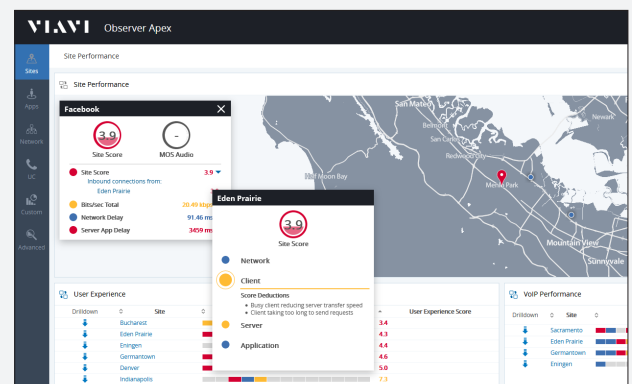 VIAVI Observer Apex
Sites
Apps
Network
UC
Custom
Advanced
Site Performance
Site Performance
Facebook X
3.9 -
Site Score MOS Audio
Site Score 3.9
Inbound connections from:
Eden Prairie
Bits/sec Total 20.49 kbps
Network Delay 91.46 ms
Server App Delay 3459 ms
San Mateo
Belmont
San Carlos
Redwood City
Half Moon Bay
Menlo Park
Newark
Mountain View
Sunnyvale
Eden Prairie
3.9
Site Score
Network
Client
Score Deductions
• Busy client reducing server transfer speed
• Client taking too long to send requests
Server
Application
User Experience
Drilldown Site User Experience Score
Bucharest 3.4
Eden Prairie 4.3
Eningen 4.4
Germantown 4.6
Denver 5.0
Indianapolis 7.3
VoIP Performance
Drilldown Site
Sacramento
Eden Prairie
Germantown
Eningen